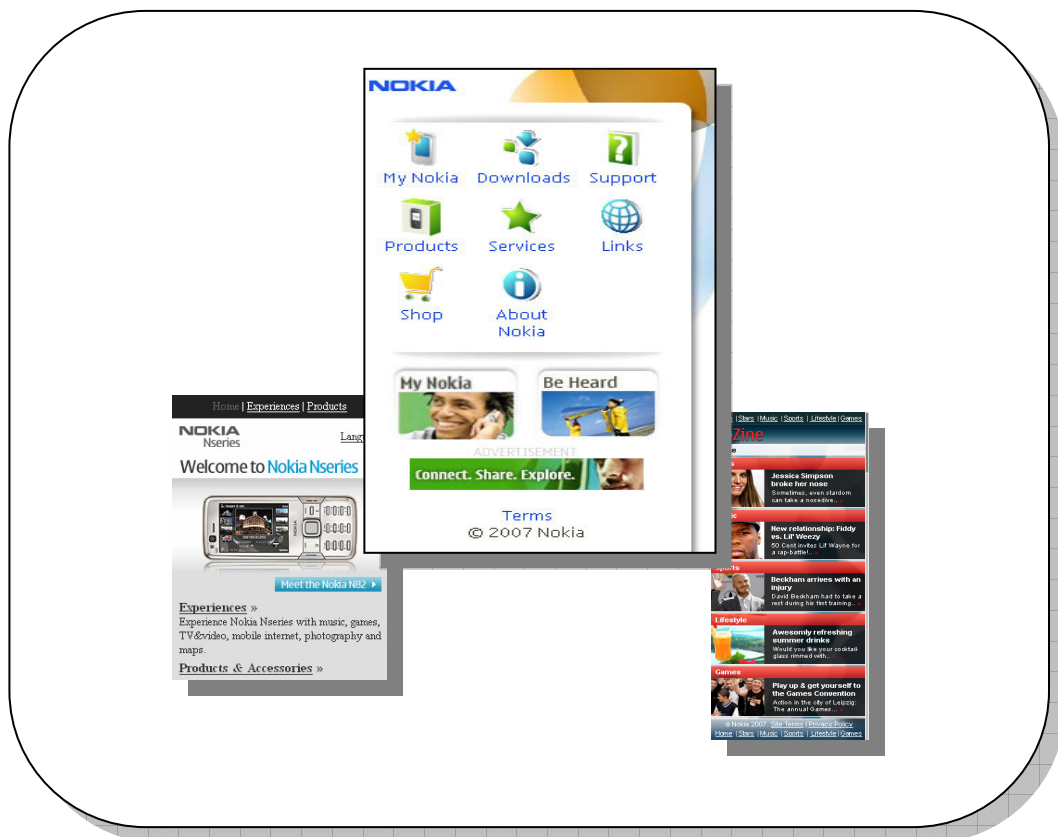 NOKIA
My Nokia Downloads Support
Products Services Links
Shop About
Nokia
My Nokia Be Heard
ADVERTISEMENT
Connect. Share. Explore.
Terms
© 2007 Nokia
Home | Experiences | Products
NOKIA
Nseries
Welcome to Nokia Nseries
Meet the Nokia N82
Experiences »
Experience Nokia Nseries with music, games,
TV&video, mobile internet, photography and
maps.
Products & Accessories »
| Stars | Music | Sports | Lifestyle | Games
Zine
Jessica Simpson
broke her nose
Sometimes, even stardom
can take a nosedive.. »
New relationship: Fiddy
vs. Lil' Weezy
50 Cent invites Lil' Wayne for
a rap-battle!.. »
Sports
Beckham arrives with an
injury
David Beckham had to take a
rest during his first training.. »
Lifestyle
Awesomly refreshing
summer drinks
Would you like your cocktail-
glass rimmed with.. »
Games
Play up & get yourself to
the Games Convention
Action in the city of Leipzig:
The annual Games... »
© Nokia 2007 Site Terms | Privacy Policy
Home | Stars | Music | Sports | Lifestyle | Games